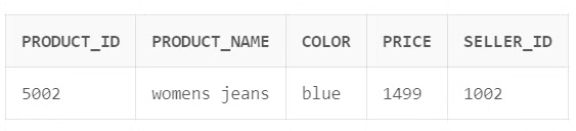 PRODUCT_ID PRODUCT_NAME COLOR PRICE SELLER_ID
5002 womens jeans blue 1499 1002